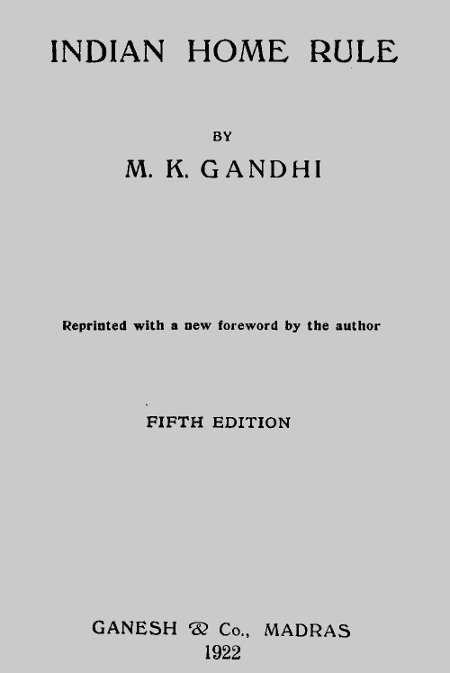 INDIAN HOME RULE
BY
M. K. GANDHI
Reprinted with a new foreword by the author
FIFTH EDITION
GANESH & Co., MADRAS
1922